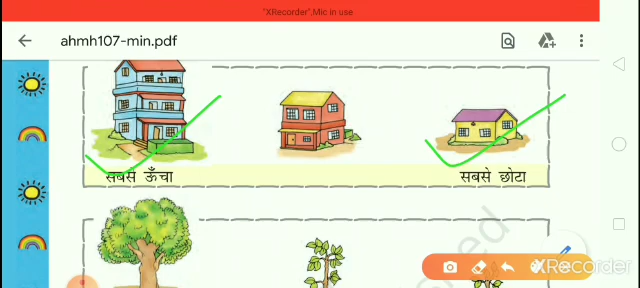 "XRecorder",Mic in use
ahmh107-min.pdf
सबसे ऊँचा
सबसे छोटा
XRecorder